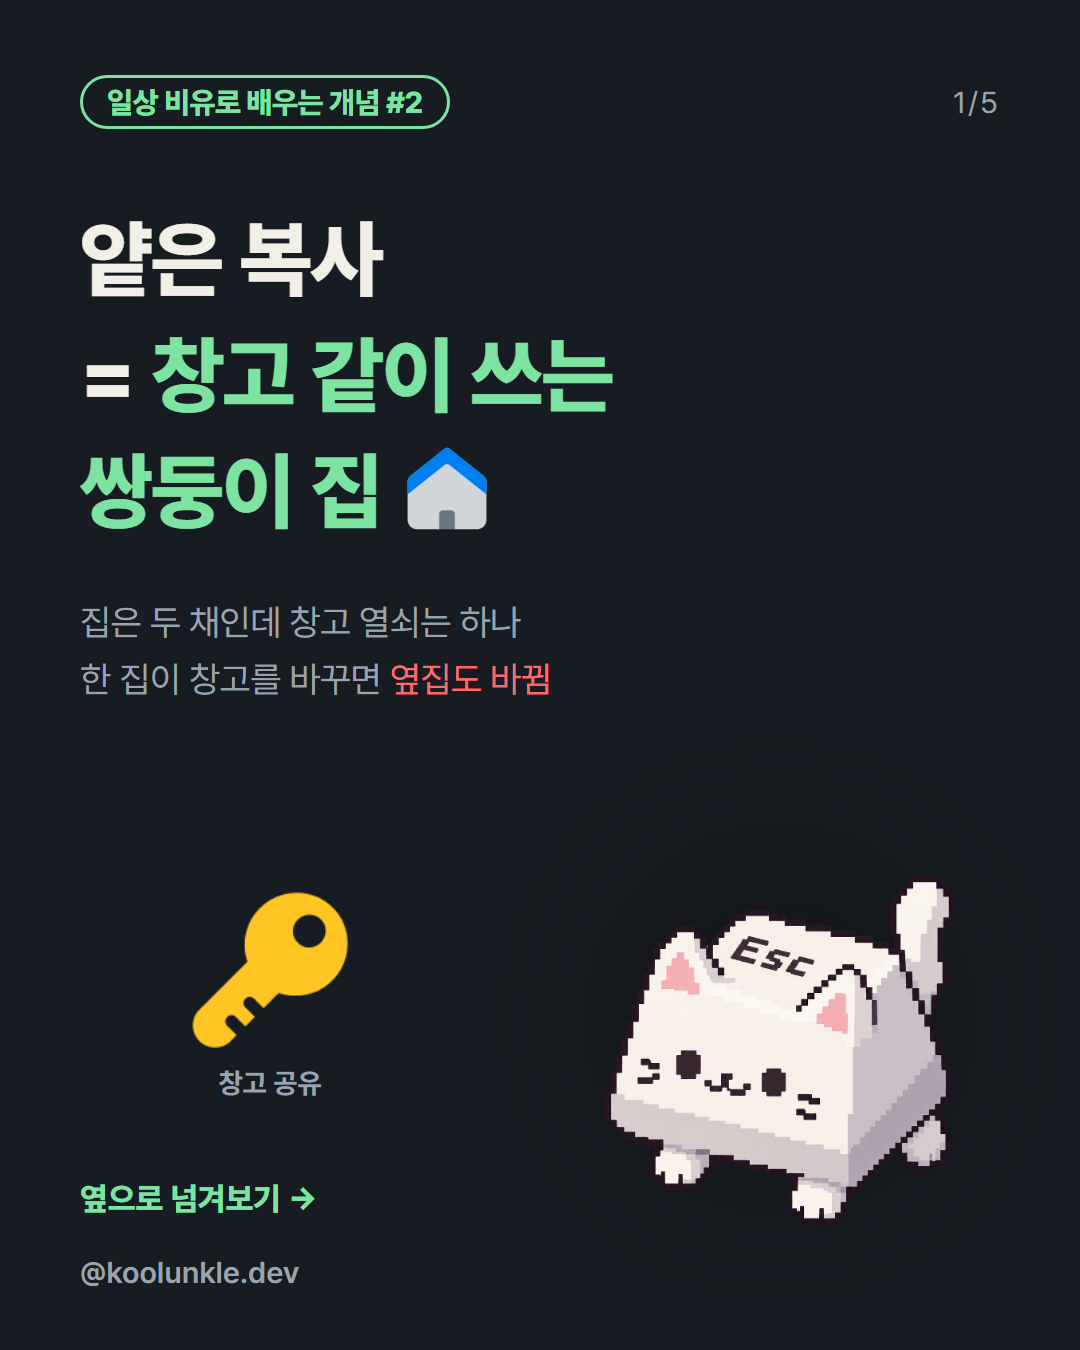 일상 비유로 배우는 개념 #2
1/5
얕은 복사
= 창고 같이 쓰는
쌍둥이 집
집은 두 채인데 창고 열쇠는 하나
한 집이 창고를 바꾸면 옆집도 바뀜
Esc
창고 공유
옆으로 넘겨보기 →
@koolunkle.dev